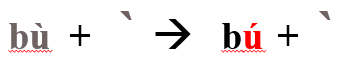 bù + ` → bú + `